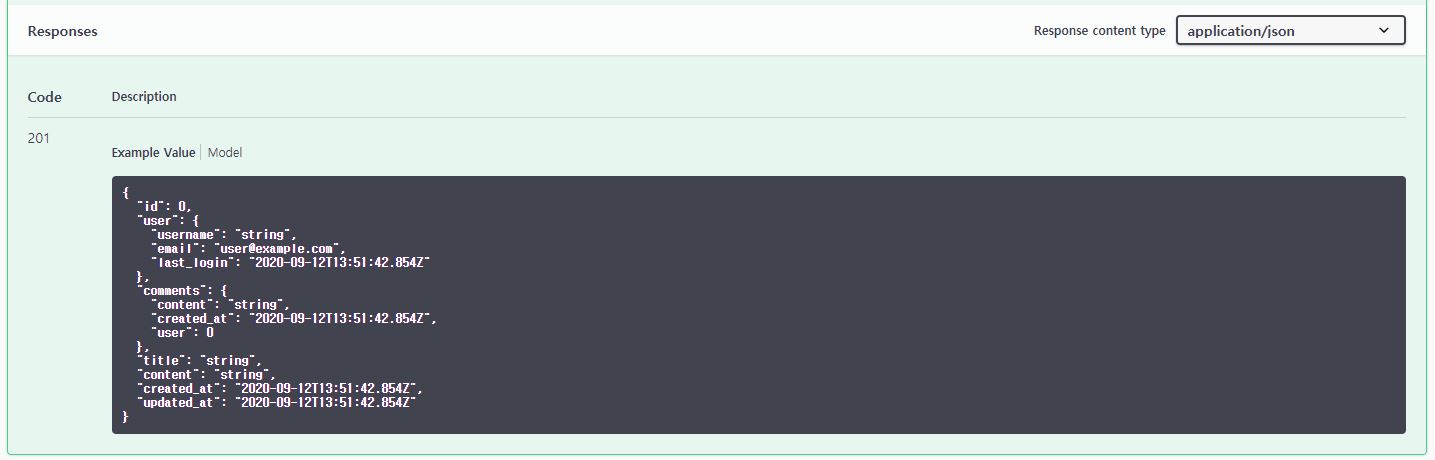 Responses
Response content type application/json
Code Description
201
Example Value Model
{
  "id": 0,
  "user": {
    "username": "string",
    "email": "user@example.com",
    "last_login": "2020-09-12T13:51:42.854Z"
  },
  "comments": {
    "content": "string",
    "created_at": "2020-09-12T13:51:42.854Z",
    "user": 0
  },
  "title": "string",
  "content": "string",
  "created_at": "2020-09-12T13:51:42.854Z",
  "updated_at": "2020-09-12T13:51:42.854Z"
}